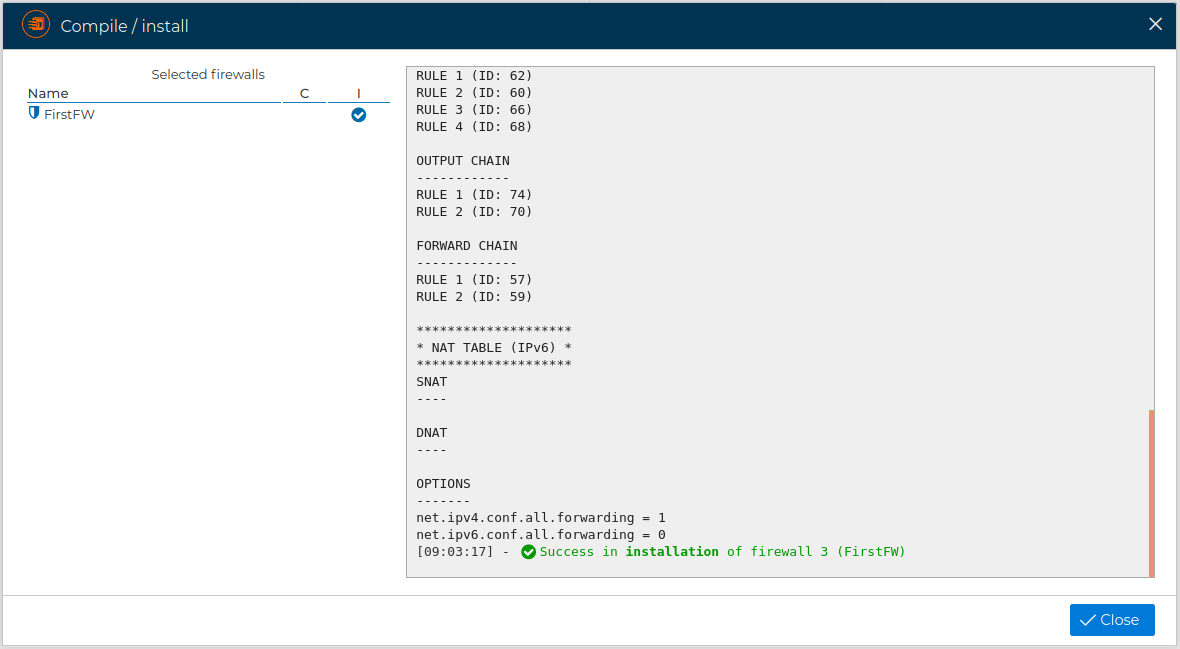 Compile / install
Selected firewalls
Name C I
FirstFW
RULE 1 (ID: 62)
RULE 2 (ID: 60)
RULE 3 (ID: 66)
RULE 4 (ID: 68)
OUTPUT CHAIN
------------
RULE 1 (ID: 74)
RULE 2 (ID: 70)
FORWARD CHAIN
-------------
RULE 1 (ID: 57)
RULE 2 (ID: 59)
********************
* NAT TABLE (IPv6) *
********************
SNAT
----
DNAT
----
OPTIONS
-------
net.ipv4.conf.all.forwarding = 1
net.ipv6.conf.all.forwarding = 0
[09:03:17] - Success in installation of firewall 3 (FirstFW)
Close